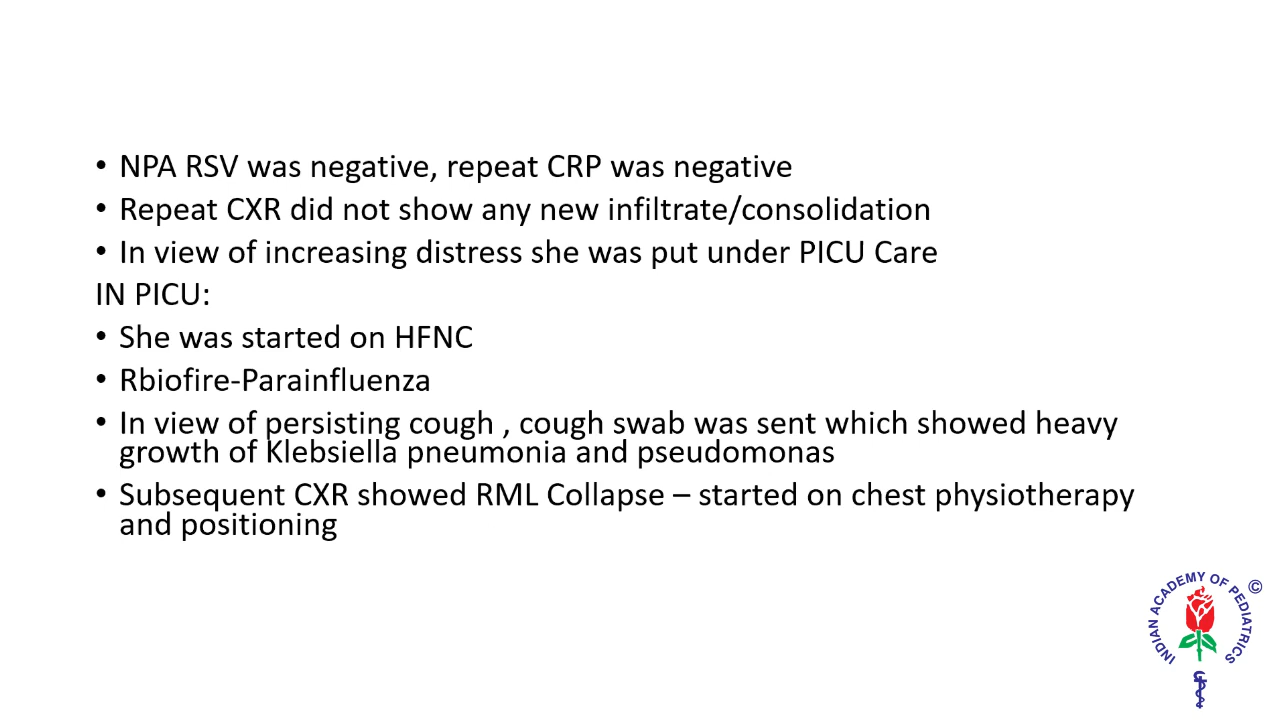 • NPA RSV was negative, repeat CRP was negative
• Repeat CXR did not show any new infiltrate/consolidation
• In view of increasing distress she was put under PICU Care
IN PICU:
• She was started on HFNC
• Rbiofire-Parainfluenza
• In view of persisting cough , cough swab was sent which showed heavy
growth of Klebsiella pneumonia and pseudomonas
• Subsequent CXR showed RML Collapse – started on chest physiotherapy
and positioning
INDIAN ACADEMY OF PEDIATRICS
©